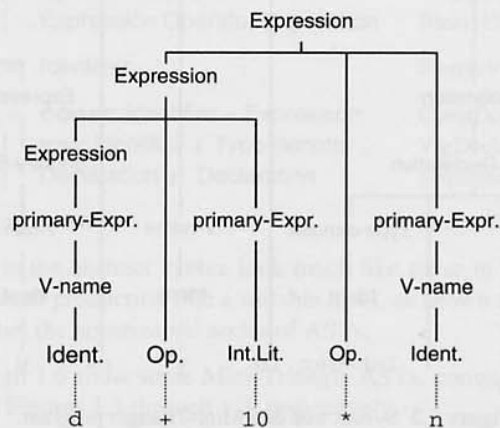 Expression
Expression
Expression
primary-Expr. primary-Expr. primary-Expr.
V-name V-name
Ident. Op. Int.Lit. Op. Ident.
d + 10 * n